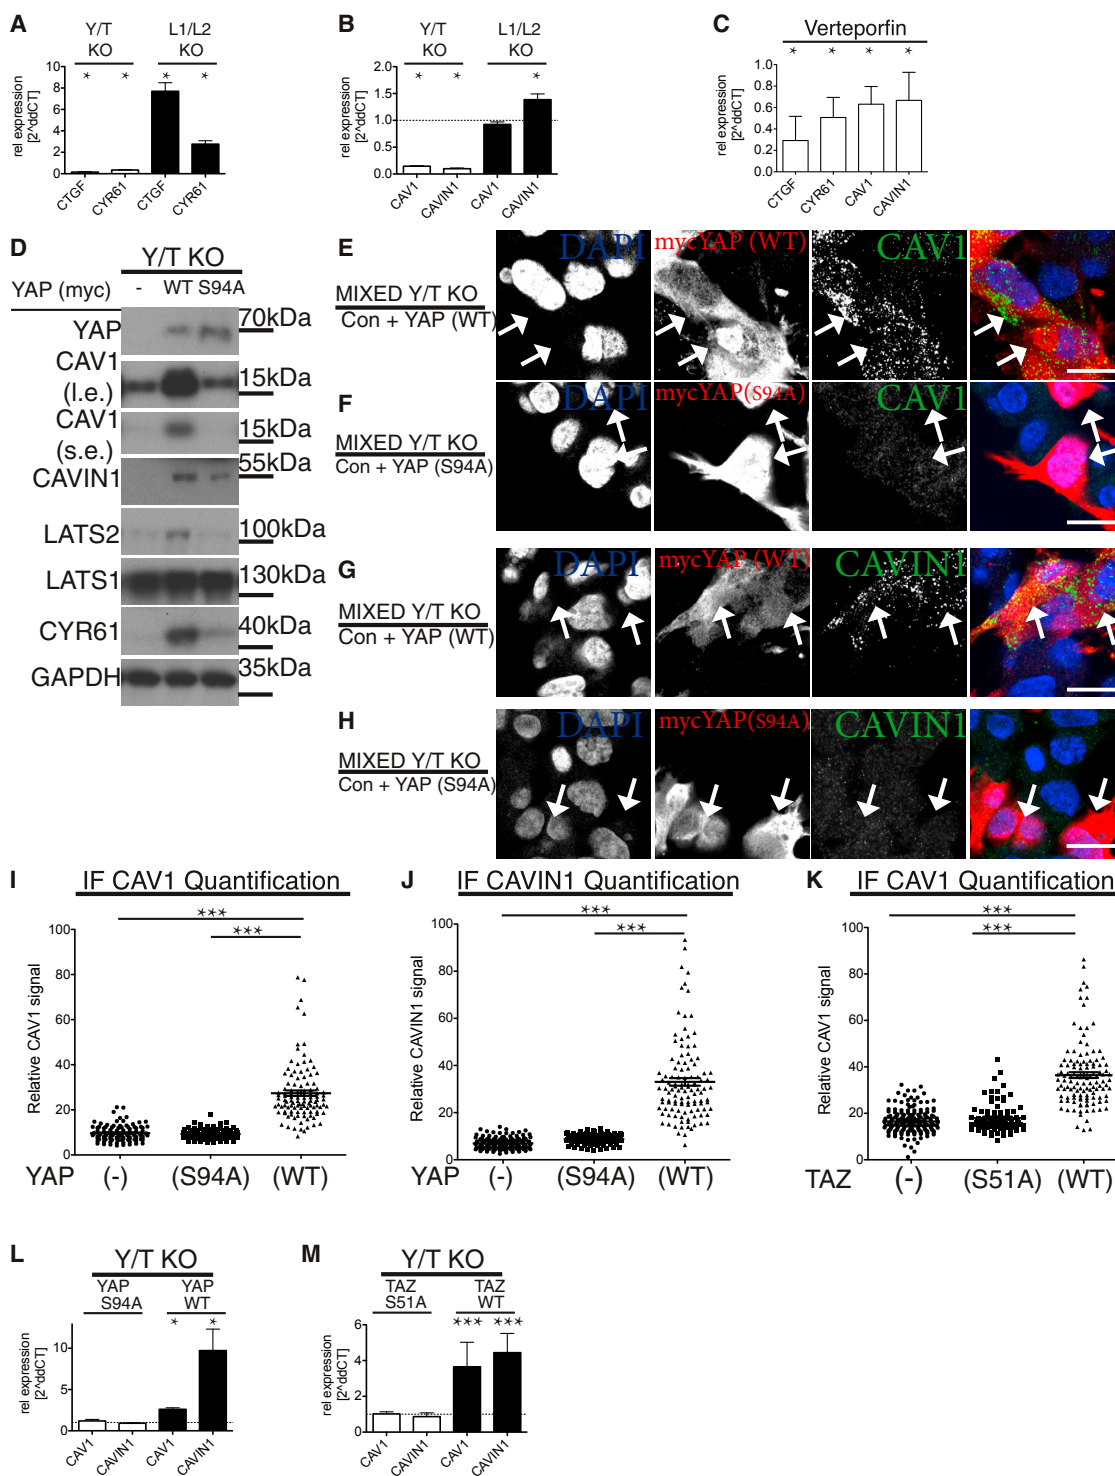 A
Y/T KO
L1/L2 KO
rel expression [2^ddCT]
10
8
6
4
2
0
* * * *
CTGF
CYR61
CTGF
CYR61
B
Y/T KO
L1/L2 KO
rel expression [2^ddCT]
2.0
1.5
1.0
0.5
0.0
* * *
CAV1
CAVIN1
CAV1
CAVIN1
C
Verteporfin
* * * *
rel expression [2^ddCT]
1.0
0.8
0.6
0.4
0.2
0.0
CTGF
CYR61
CAV1
CAVIN1
D
Y/T KO
YAP (myc) - WT S94A
YAP 70kDa
CAV1 (l.e.) 15kDa
CAV1 (s.e.) 15kDa
CAVIN1 55kDa
LATS2 100kDa
LATS1 130kDa
CYR61 40kDa
GAPDH 35kDa
E
MIXED Y/T KO
Con + YAP (WT)
DAPI
mycYAP (WT)
CAV1
F
MIXED Y/T KO
Con + YAP (S94A)
DAPI
mycYAP(S94A)
CAV1
G
MIXED Y/T KO
Con + YAP (WT)
DAPI
mycYAP (WT)
CAVIN1
H
MIXED Y/T KO
Con + YAP (S94A)
DAPI
mycYAP(S94A)
CAVIN1
I
IF CAV1 Quantification
***
***
Relative CAV1 signal
100
80
60
40
20
0
YAP (-) (S94A) (WT)
J
IF CAVIN1 Quantification
***
***
Relative CAVIN1 signal
100
80
60
40
20
0
YAP (-) (S94A) (WT)
K
IF CAV1 Quantification
***
***
Relative CAV1 signal
100
80
60
40
20
0
TAZ (-) (S51A) (WT)
L
Y/T KO
YAP S94A
YAP WT
* *
rel expression [2^ddCT]
10
5
0
CAV1
CAVIN1
CAV1
CAVIN1
M
Y/T KO
TAZ S51A
TAZ WT
*** ***
rel expression [2^ddCT]
6
4
2
0
CAV1
CAVIN1
CAV1
CAVIN1